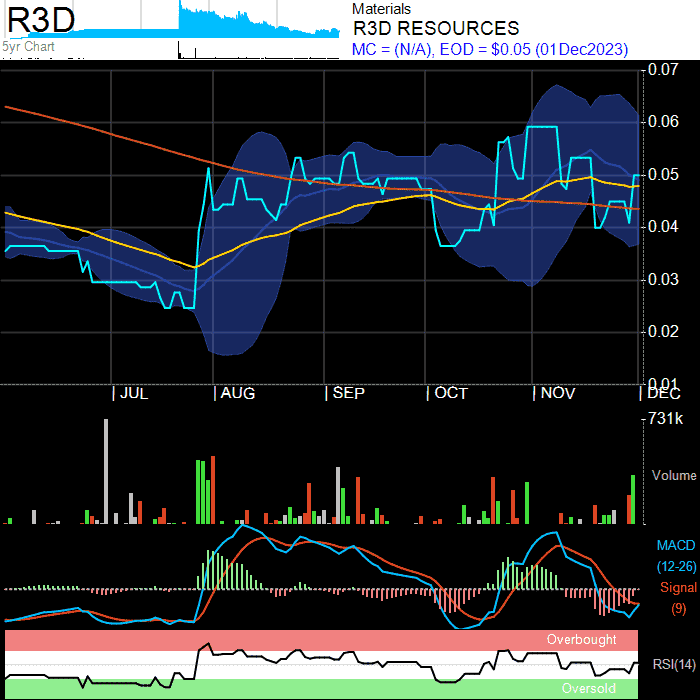 R3D
5yr Chart
Materials
R3D RESOURCES
MC = (N/A), EOD = $0.05 (01Dec2023)
0.07
0.06
0.05
0.04
0.03
0.02
0.01
JUL AUG SEP OCT NOV DEC
731k
Volume
MACD
(12-26)
Signal
(9)
Overbought
RSI(14)
Oversold